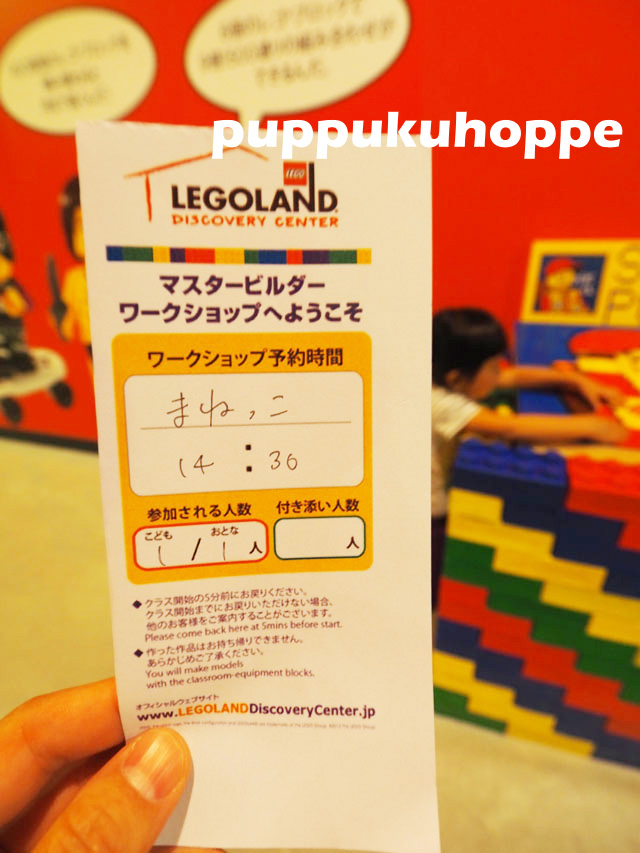 puppukuhoppe
LEGO
LEGOLAND
DISCOVERY CENTER
マスタービルダー
ワークショップへようこそ
ワークショップ予約時間
まねっこ
14 : 30
参加される人数 付き添い人数
こども おとな
1 / 1 人 人
◆ クラス開始の5分前にお戻りください。
クラス開始までにお戻りいただけない場合、
他のお客様をご案内することがございます。
Please come back here at 5mins before start.
◆ 作った作品はお持ち帰りできません。
あらかじめご了承ください。
You will make models
with the classroom-equipment blocks.
オフィシャルウェブサイト
www.LEGOLANDDiscoveryCenter.jp